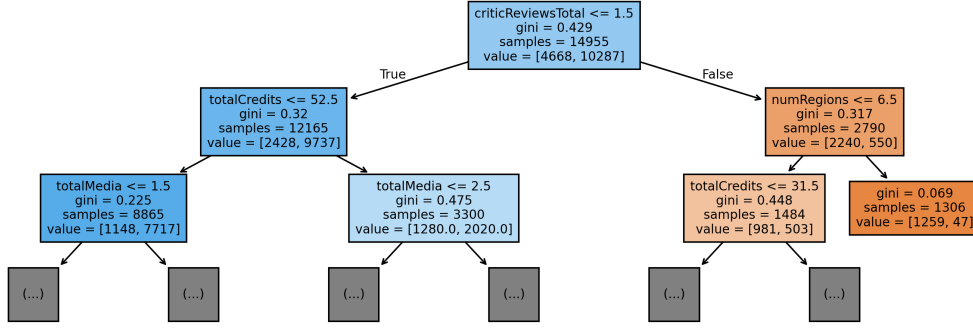 criticReviewsTotal <= 1.5
gini = 0.429
samples = 14955
value = [4668, 10287]
True
False
totalCredits <= 52.5
gini = 0.32
samples = 12165
value = [2428, 9737]
numRegions <= 6.5
gini = 0.317
samples = 2790
value = [2240, 550]
totalMedia <= 1.5
gini = 0.225
samples = 8865
value = [1148, 7717]
totalMedia <= 2.5
gini = 0.475
samples = 3300
value = [1280.0, 2020.0]
totalCredits <= 31.5
gini = 0.448
samples = 1484
value = [981, 503]
gini = 0.069
samples = 1306
value = [1259, 47]
(...)
(...)
(...)
(...)
(...)
(...)